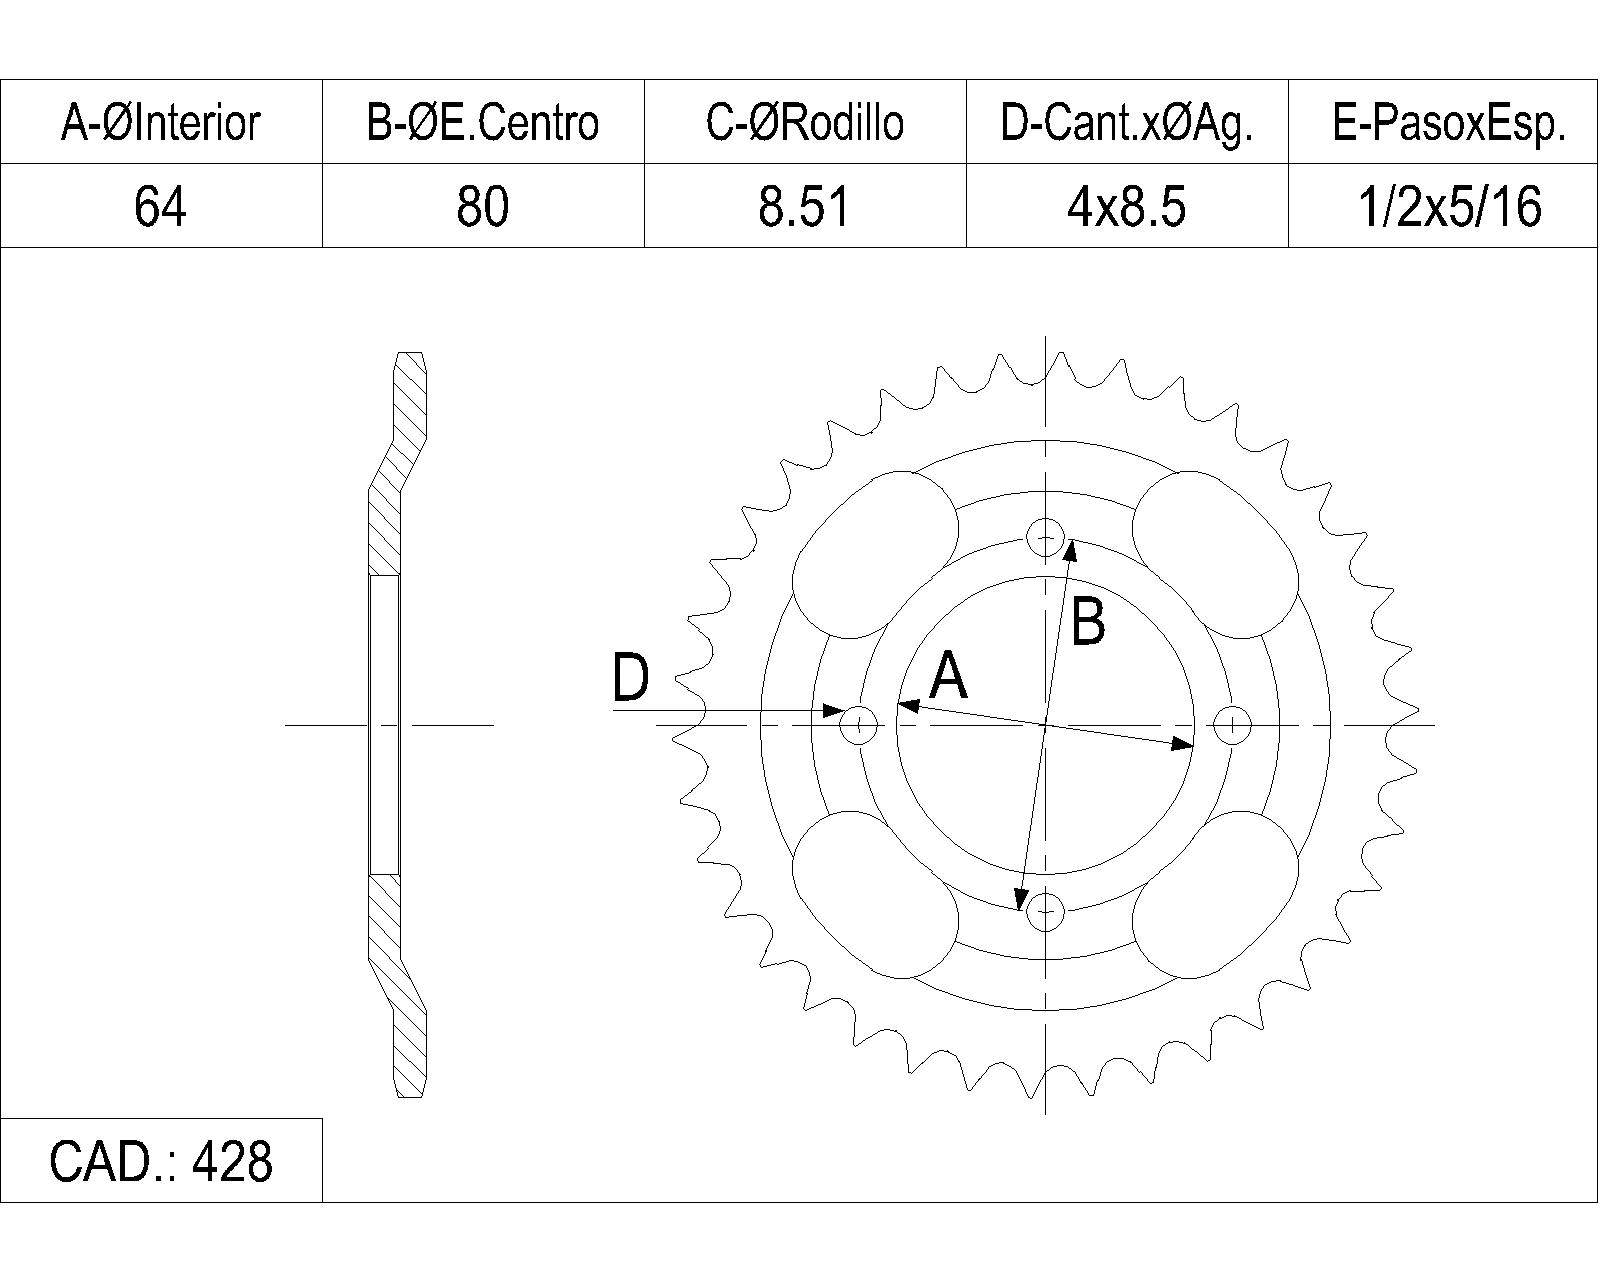 A-ØInterior B-ØE.Centro C-ØRodillo D-Cant.xØAg. E-PasoxEsp.
64 80 8.51 4x8.5 1/2x5/16
B
A
D
CAD.: 428